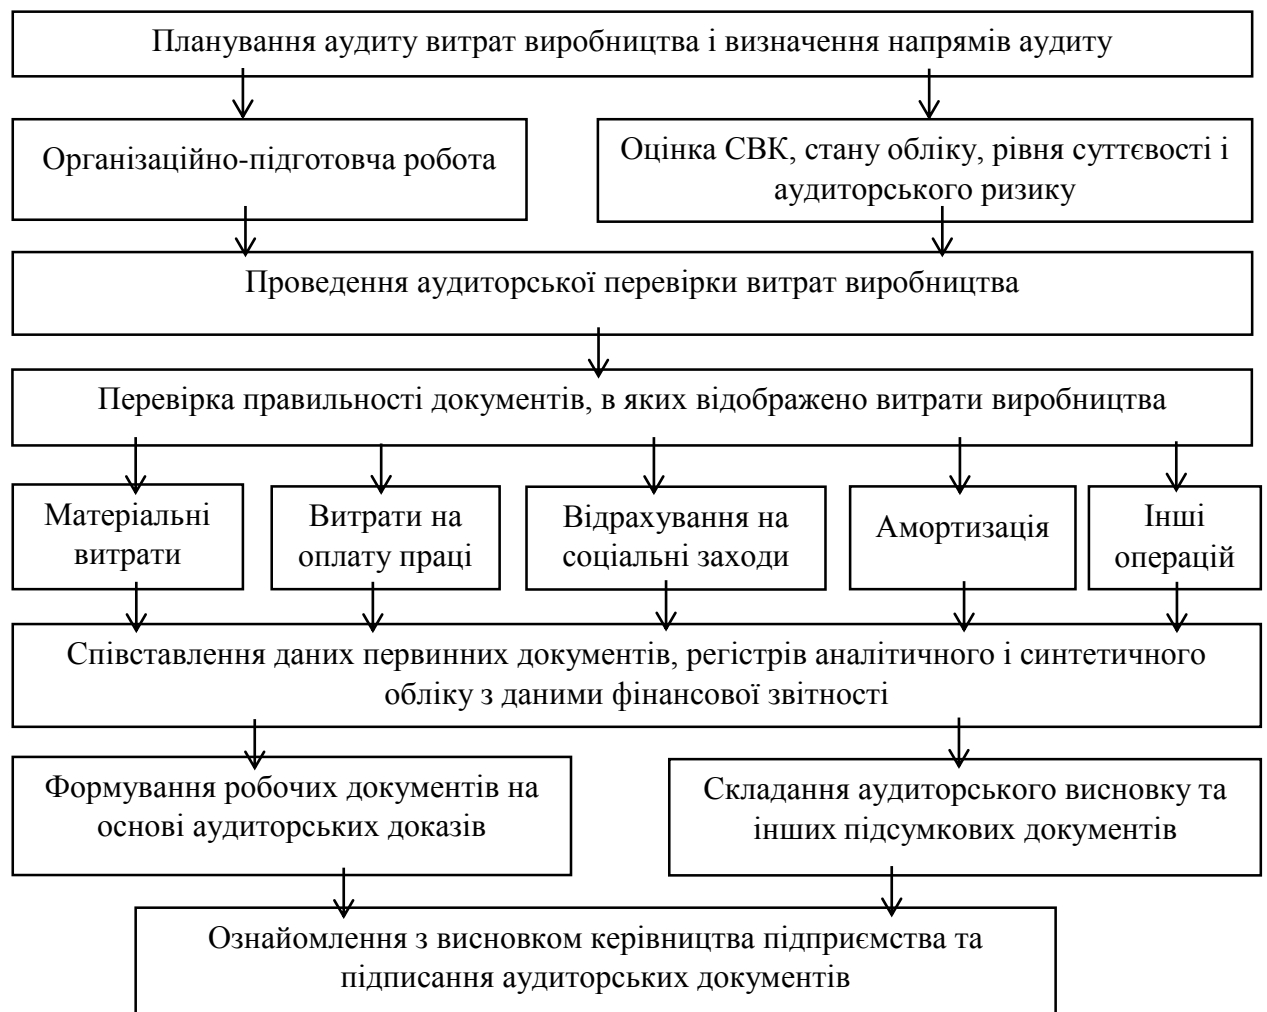 Планування аудиту витрат виробництва і визначення напрямів аудиту
Організаційно-підготовча робота
Оцінка СВК, стану обліку, рівня суттєвості і
аудиторського ризику
Проведення аудиторської перевірки витрат виробництва
Перевірка правильності документів, в яких відображено витрати виробництва
Матеріальні
витрати
Витрати на
оплату праці
Відрахування на
соціальні заходи
Амортизація
Інші
операцій
Співставлення даних первинних документів, регістрів аналітичного і синтетичного
обліку з даними фінансової звітності
Формування робочих документів на
основі аудиторських доказів
Складання аудиторського висновку та
інших підсумкових документів
Ознайомлення з висновком керівництва підприємства та
підписання аудиторських документів